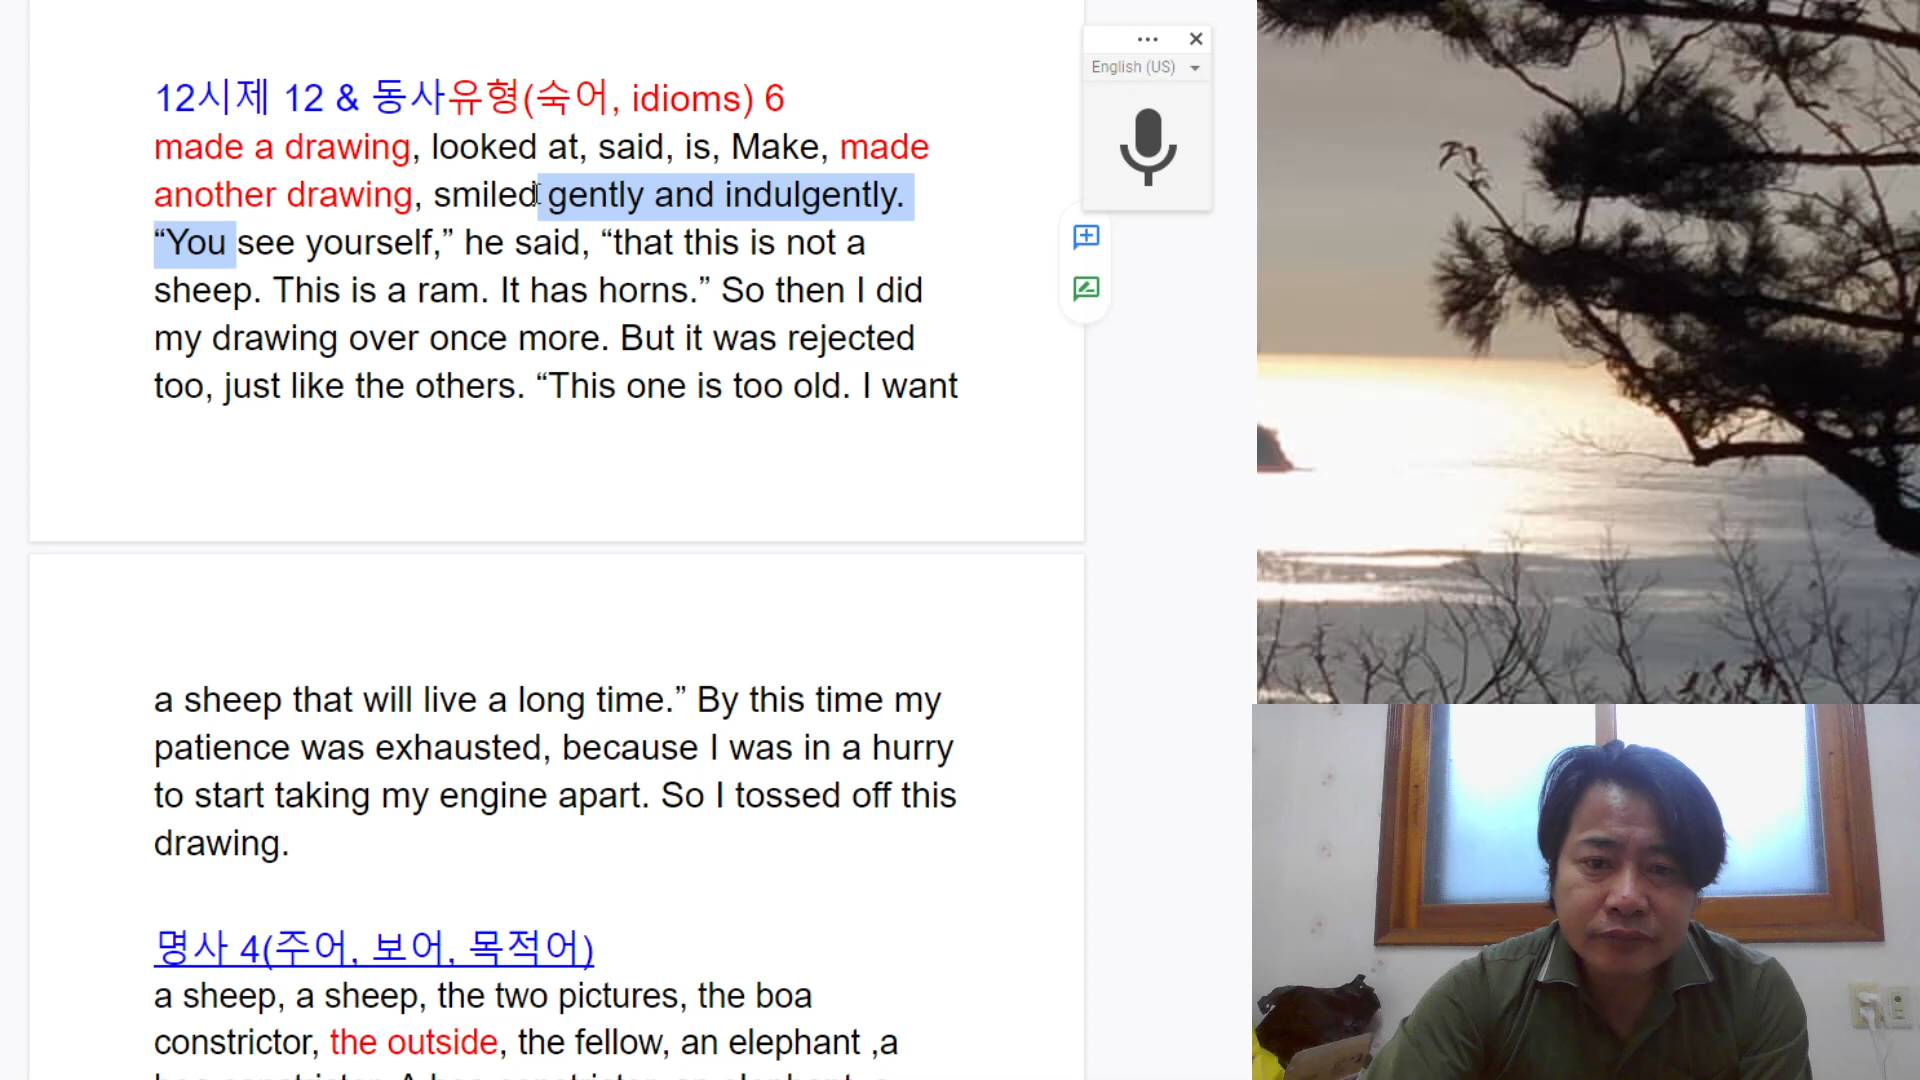 12시제 12 & 동사유형(숙어, idioms) 6
made a drawing, looked at, said, is, Make, made
another drawing, smiled gently and indulgently.
“You see yourself,” he said, “that this is not a
sheep. This is a ram. It has horns.” So then I did
my drawing over once more. But it was rejected
too, just like the others. “This one is too old. I want
English (US)
a sheep that will live a long time.” By this time my
patience was exhausted, because I was in a hurry
to start taking my engine apart. So I tossed off this
drawing.
명사 4(주어, 보어, 목적어)
a sheep, a sheep, the two pictures, the boa
constrictor, the outside, the fellow, an elephant ,a